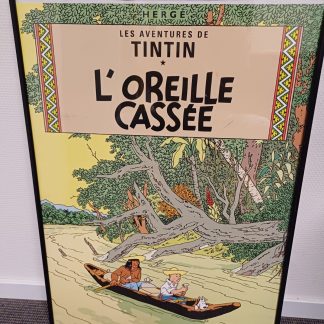 HERGÉ
LES AVENTURES DE
TINTIN
L'OREILLE
CASSÉE